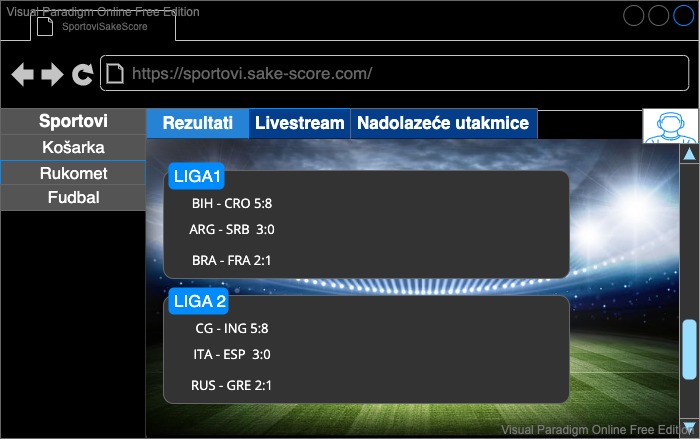 Visual Paradigm Online Free Edition
SportoviSakeScore
https://sportovi.sake-score.com/
Sportovi
Košarka
Rukomet
Fudbal
Rezultati Livestream Nadolazeće utakmice
LIGA1
BIH - CRO 5:8
ARG - SRB 3:0
BRA - FRA 2:1
LIGA 2
CG - ING 5:8
ITA - ESP 3:0
RUS - GRE 2:1
Visual Paradigm Online Free Edition